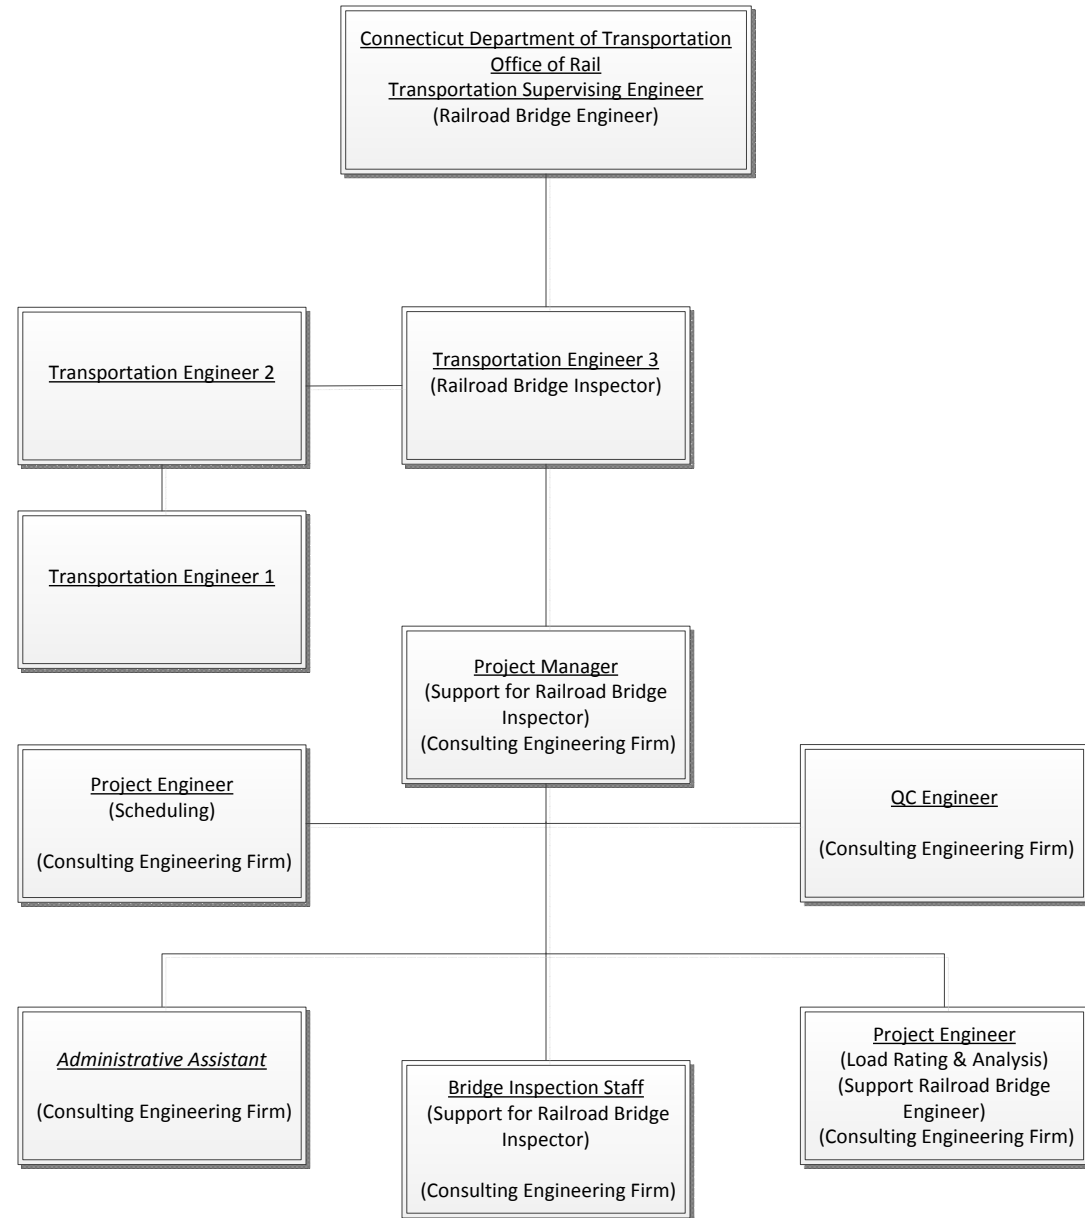 Connecticut Department of Transportation
Office of Rail
Transportation Supervising Engineer
(Railroad Bridge Engineer)
Transportation Engineer 2
Transportation Engineer 3
(Railroad Bridge Inspector)
Transportation Engineer 1
Project Manager
(Support for Railroad Bridge
Inspector)
(Consulting Engineering Firm)
Project Engineer
(Scheduling)
(Consulting Engineering Firm)
QC Engineer
(Consulting Engineering Firm)
Administrative Assistant
(Consulting Engineering Firm)
Bridge Inspection Staff
(Support for Railroad Bridge
Inspector)
(Consulting Engineering Firm)
Project Engineer
(Load Rating & Analysis)
(Support Railroad Bridge
Engineer)
(Consulting Engineering Firm)